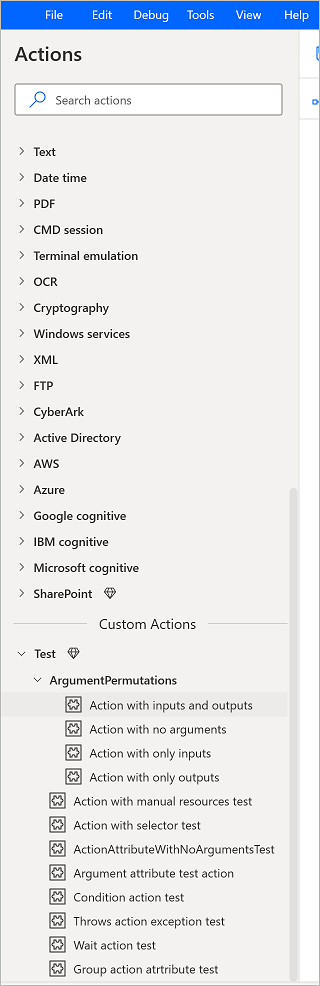 File Edit Debug Tools View Help
Actions
Search actions
Text
Date time
PDF
CMD session
Terminal emulation
OCR
Cryptography
Windows services
XML
FTP
CyberArk
Active Directory
AWS
Azure
Google cognitive
IBM cognitive
Microsoft cognitive
SharePoint
Custom Actions
Test
ArgumentPermutations
Action with inputs and outputs
Action with no arguments
Action with only inputs
Action with only outputs
Action with manual resources test
Action with selector test
ActionAttributeWithNoArgumentsTest
Argument attribute test action
Condition action test
Throws action exception test
Wait action test
Group action atrtribute test